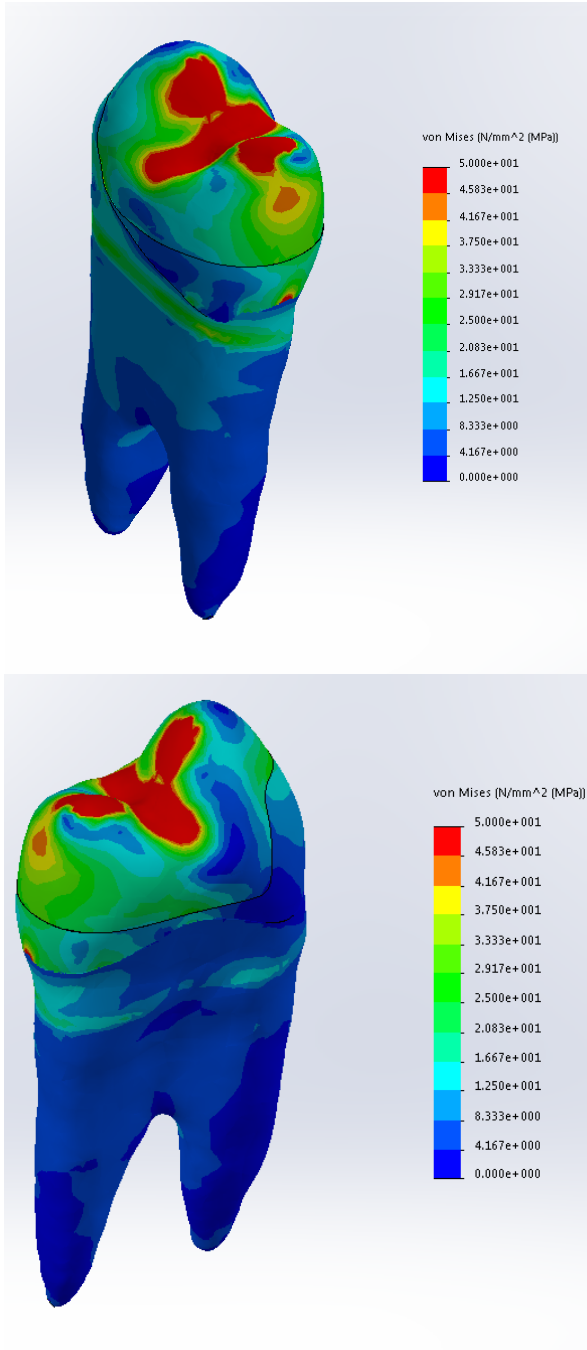 von Mises (N/mm^2 (MPa))
5.000e+001
4.583e+001
4.167e+001
3.750e+001
3.333e+001
2.917e+001
2.500e+001
2.083e+001
1.667e+001
1.250e+001
8.333e+000
4.167e+000
0.000e+000
von Mises (N/mm^2 (MPa))
5.000e+001
4.583e+001
4.167e+001
3.750e+001
3.333e+001
2.917e+001
2.500e+001
2.083e+001
1.667e+001
1.250e+001
8.333e+000
4.167e+000
0.000e+000